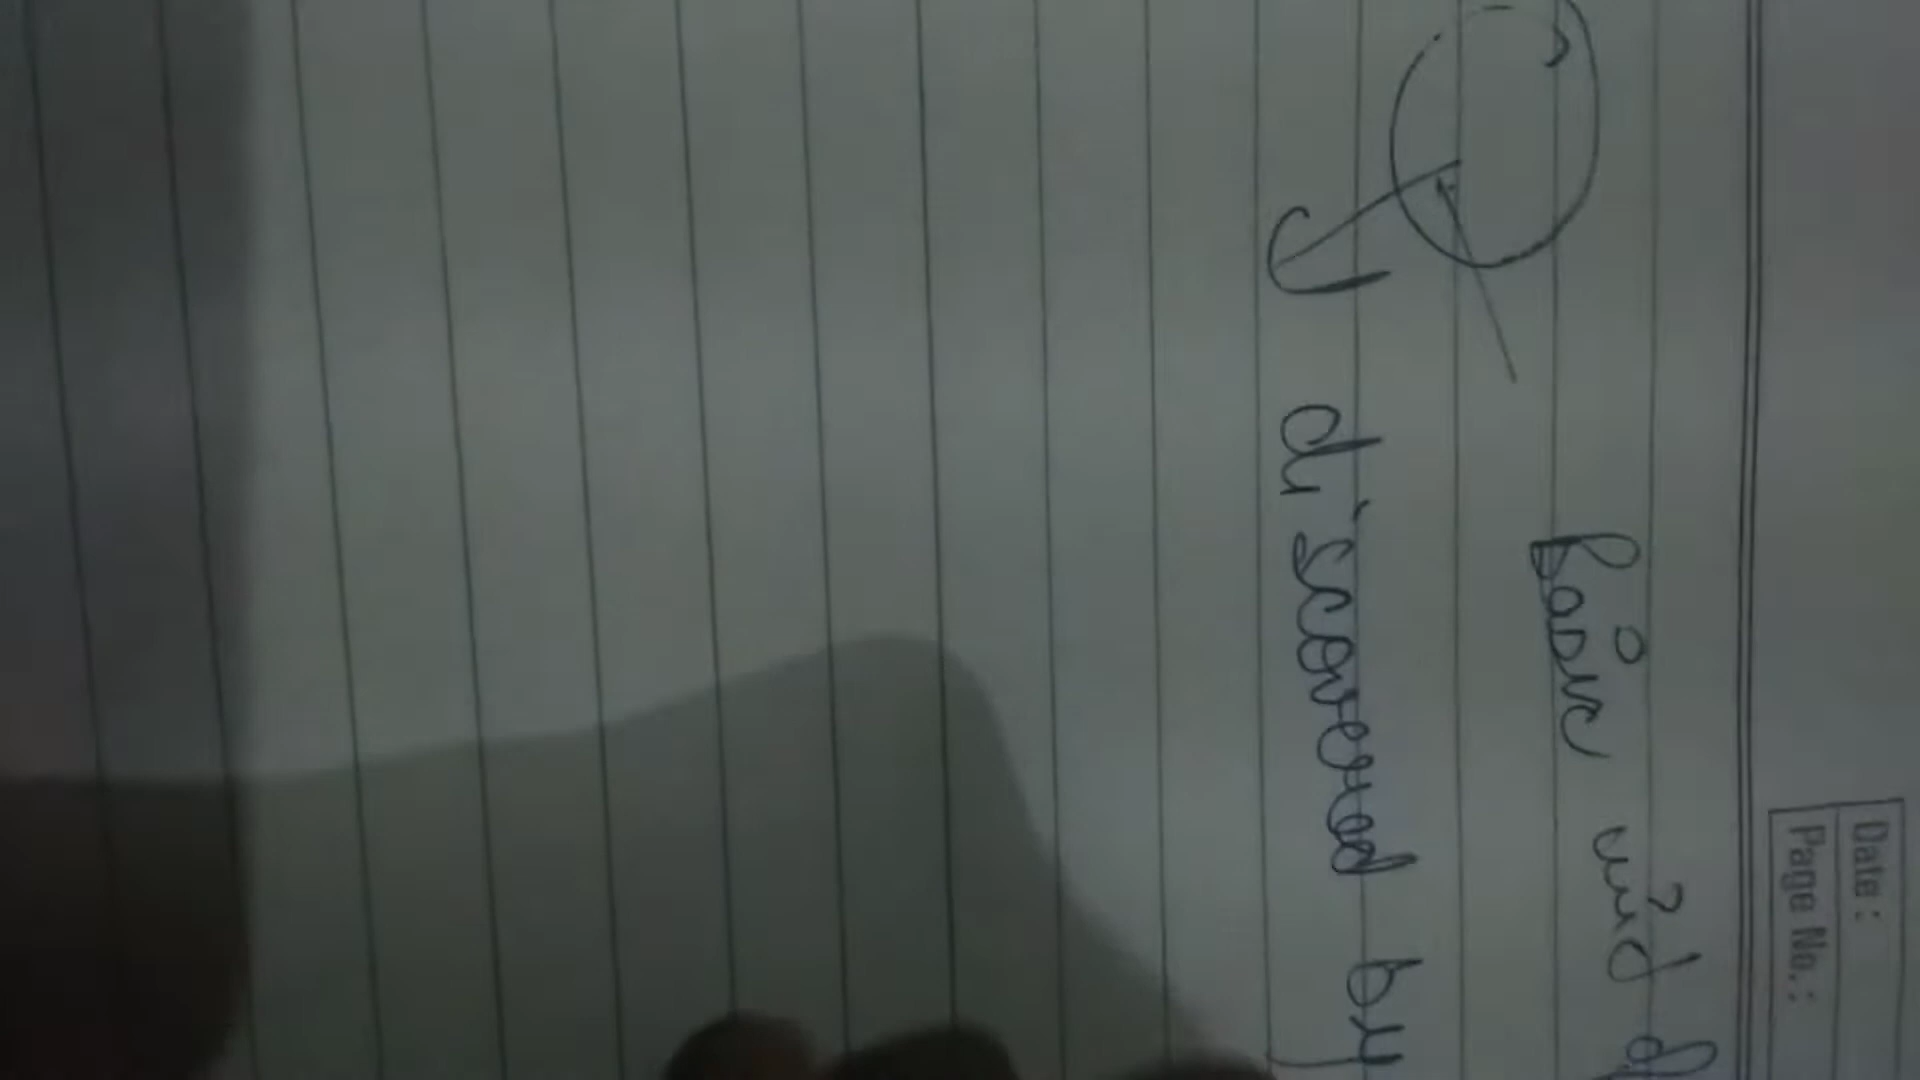 Date :
Page No. :
Basic unit of
discovered by